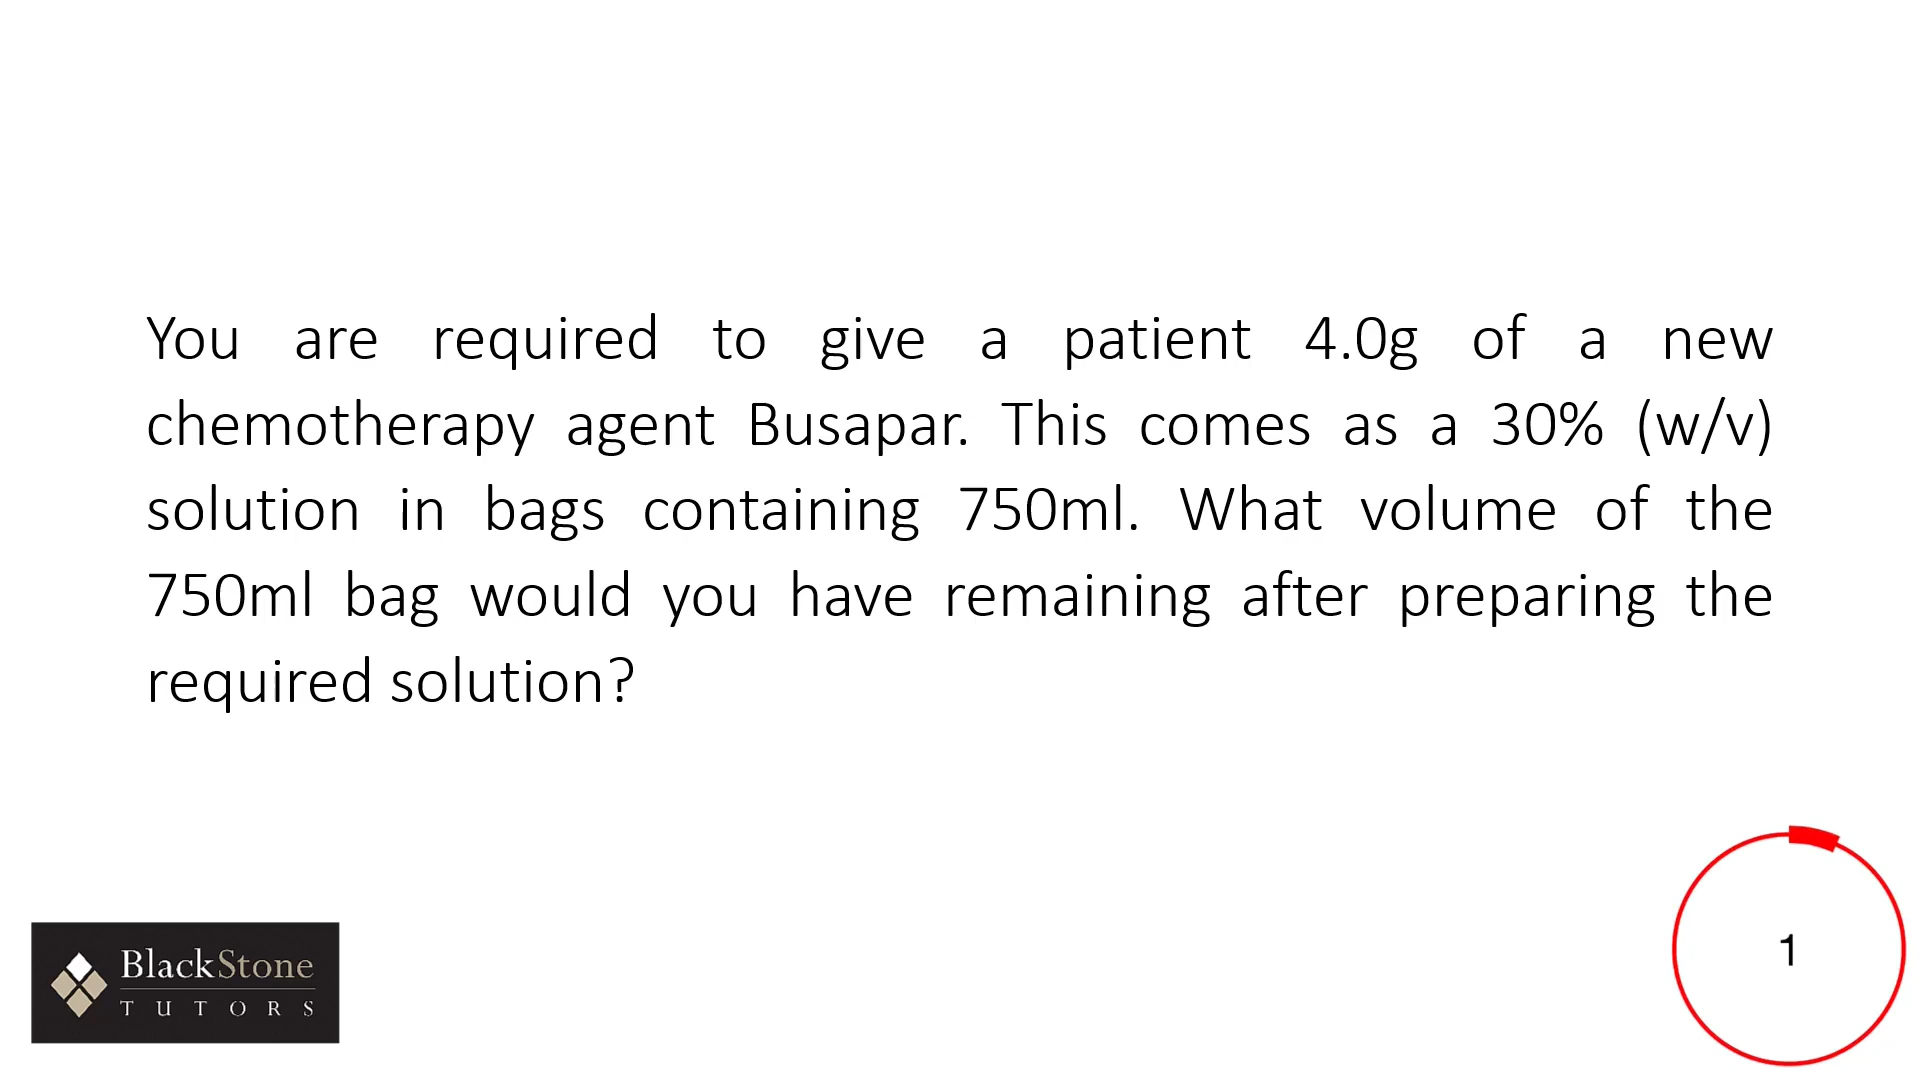 You are required to give a patient 4.0g of a new
chemotherapy agent Busapar. This comes as a 30% (w/v)
solution in bags containing 750ml. What volume of the
750ml bag would you have remaining after preparing the
required solution?
BlackStone
TUTORS
1